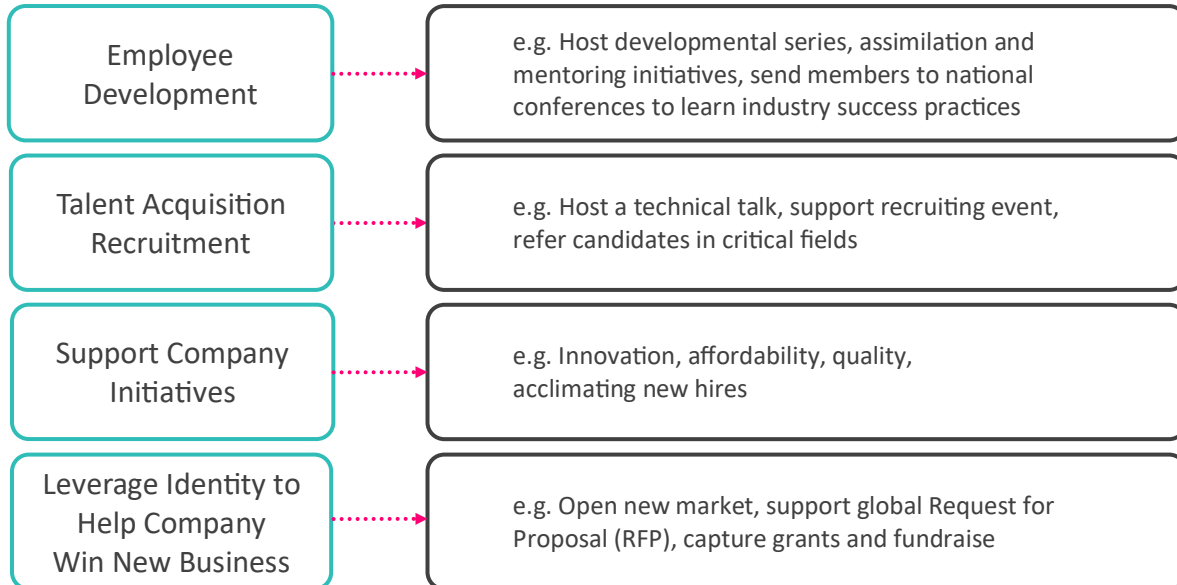 Employee
Development
e.g. Host developmental series, assimilation and
mentoring initiatives, send members to national
conferences to learn industry success practices
Talent Acquisition
Recruitment
e.g. Host a technical talk, support recruiting event,
refer candidates in critical fields
Support Company
Initiatives
e.g. Innovation, affordability, quality,
acclimating new hires
Leverage Identity to
Help Company
Win New Business
e.g. Open new market, support global Request for
Proposal (RFP), capture grants and fundraise